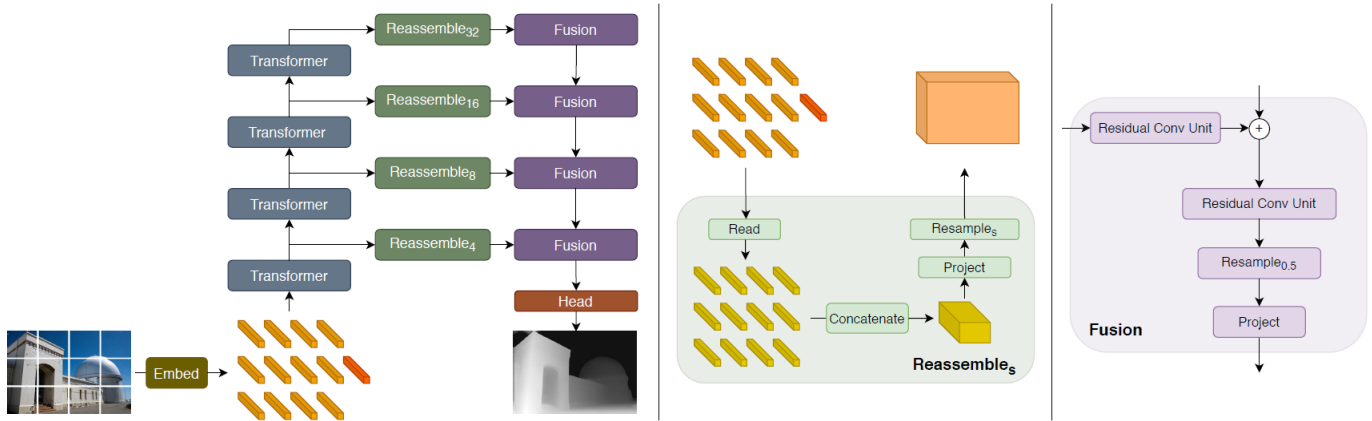 Embed
Transformer
Transformer
Transformer
Transformer
Reassemble₃₂
Reassemble₁₆
Reassemble₈
Reassemble₄
Fusion
Fusion
Fusion
Fusion
Head
Read
Concatenate
Project
Resampleₛ
Reassembleₛ
Residual Conv Unit
+
Residual Conv Unit
Resample₀.₅
Project
Fusion